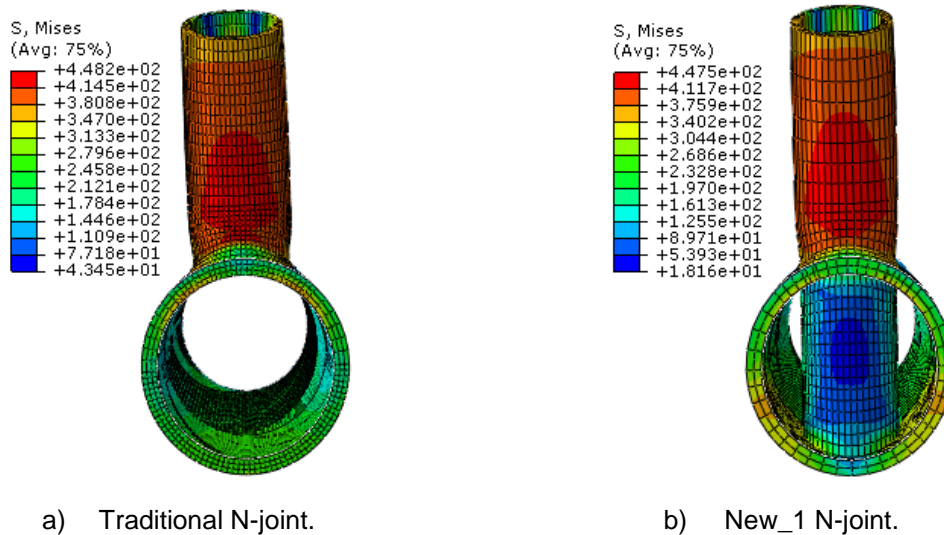 S, Mises
(Avg: 75%)
+4.482e+02
+4.145e+02
+3.808e+02
+3.470e+02
+3.133e+02
+2.796e+02
+2.458e+02
+2.121e+02
+1.784e+02
+1.446e+02
+1.109e+02
+7.718e+01
+4.345e+01
S, Mises
(Avg: 75%)
+4.475e+02
+4.117e+02
+3.759e+02
+3.402e+02
+3.044e+02
+2.686e+02
+2.328e+02
+1.970e+02
+1.613e+02
+1.255e+02
+8.971e+01
+5.393e+01
+1.816e+01
a) Traditional N-joint.
b) New_1 N-joint.